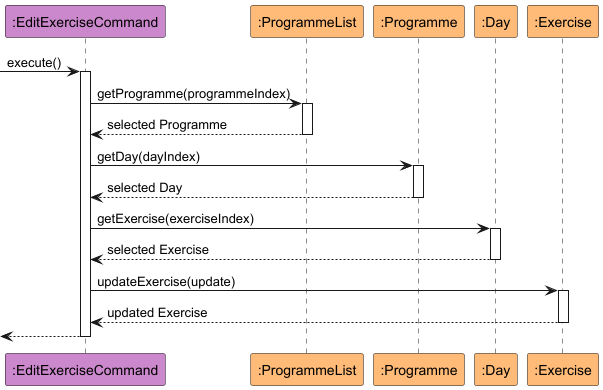 :EditExerciseCommand :ProgrammeList :Programme :Day :Exercise
execute()
getProgramme(programmeIndex)
selected Programme
getDay(dayIndex)
selected Day
getExercise(exerciseIndex)
selected Exercise
updateExercise(update)
updated Exercise
:EditExerciseCommand :ProgrammeList :Programme :Day :Exercise